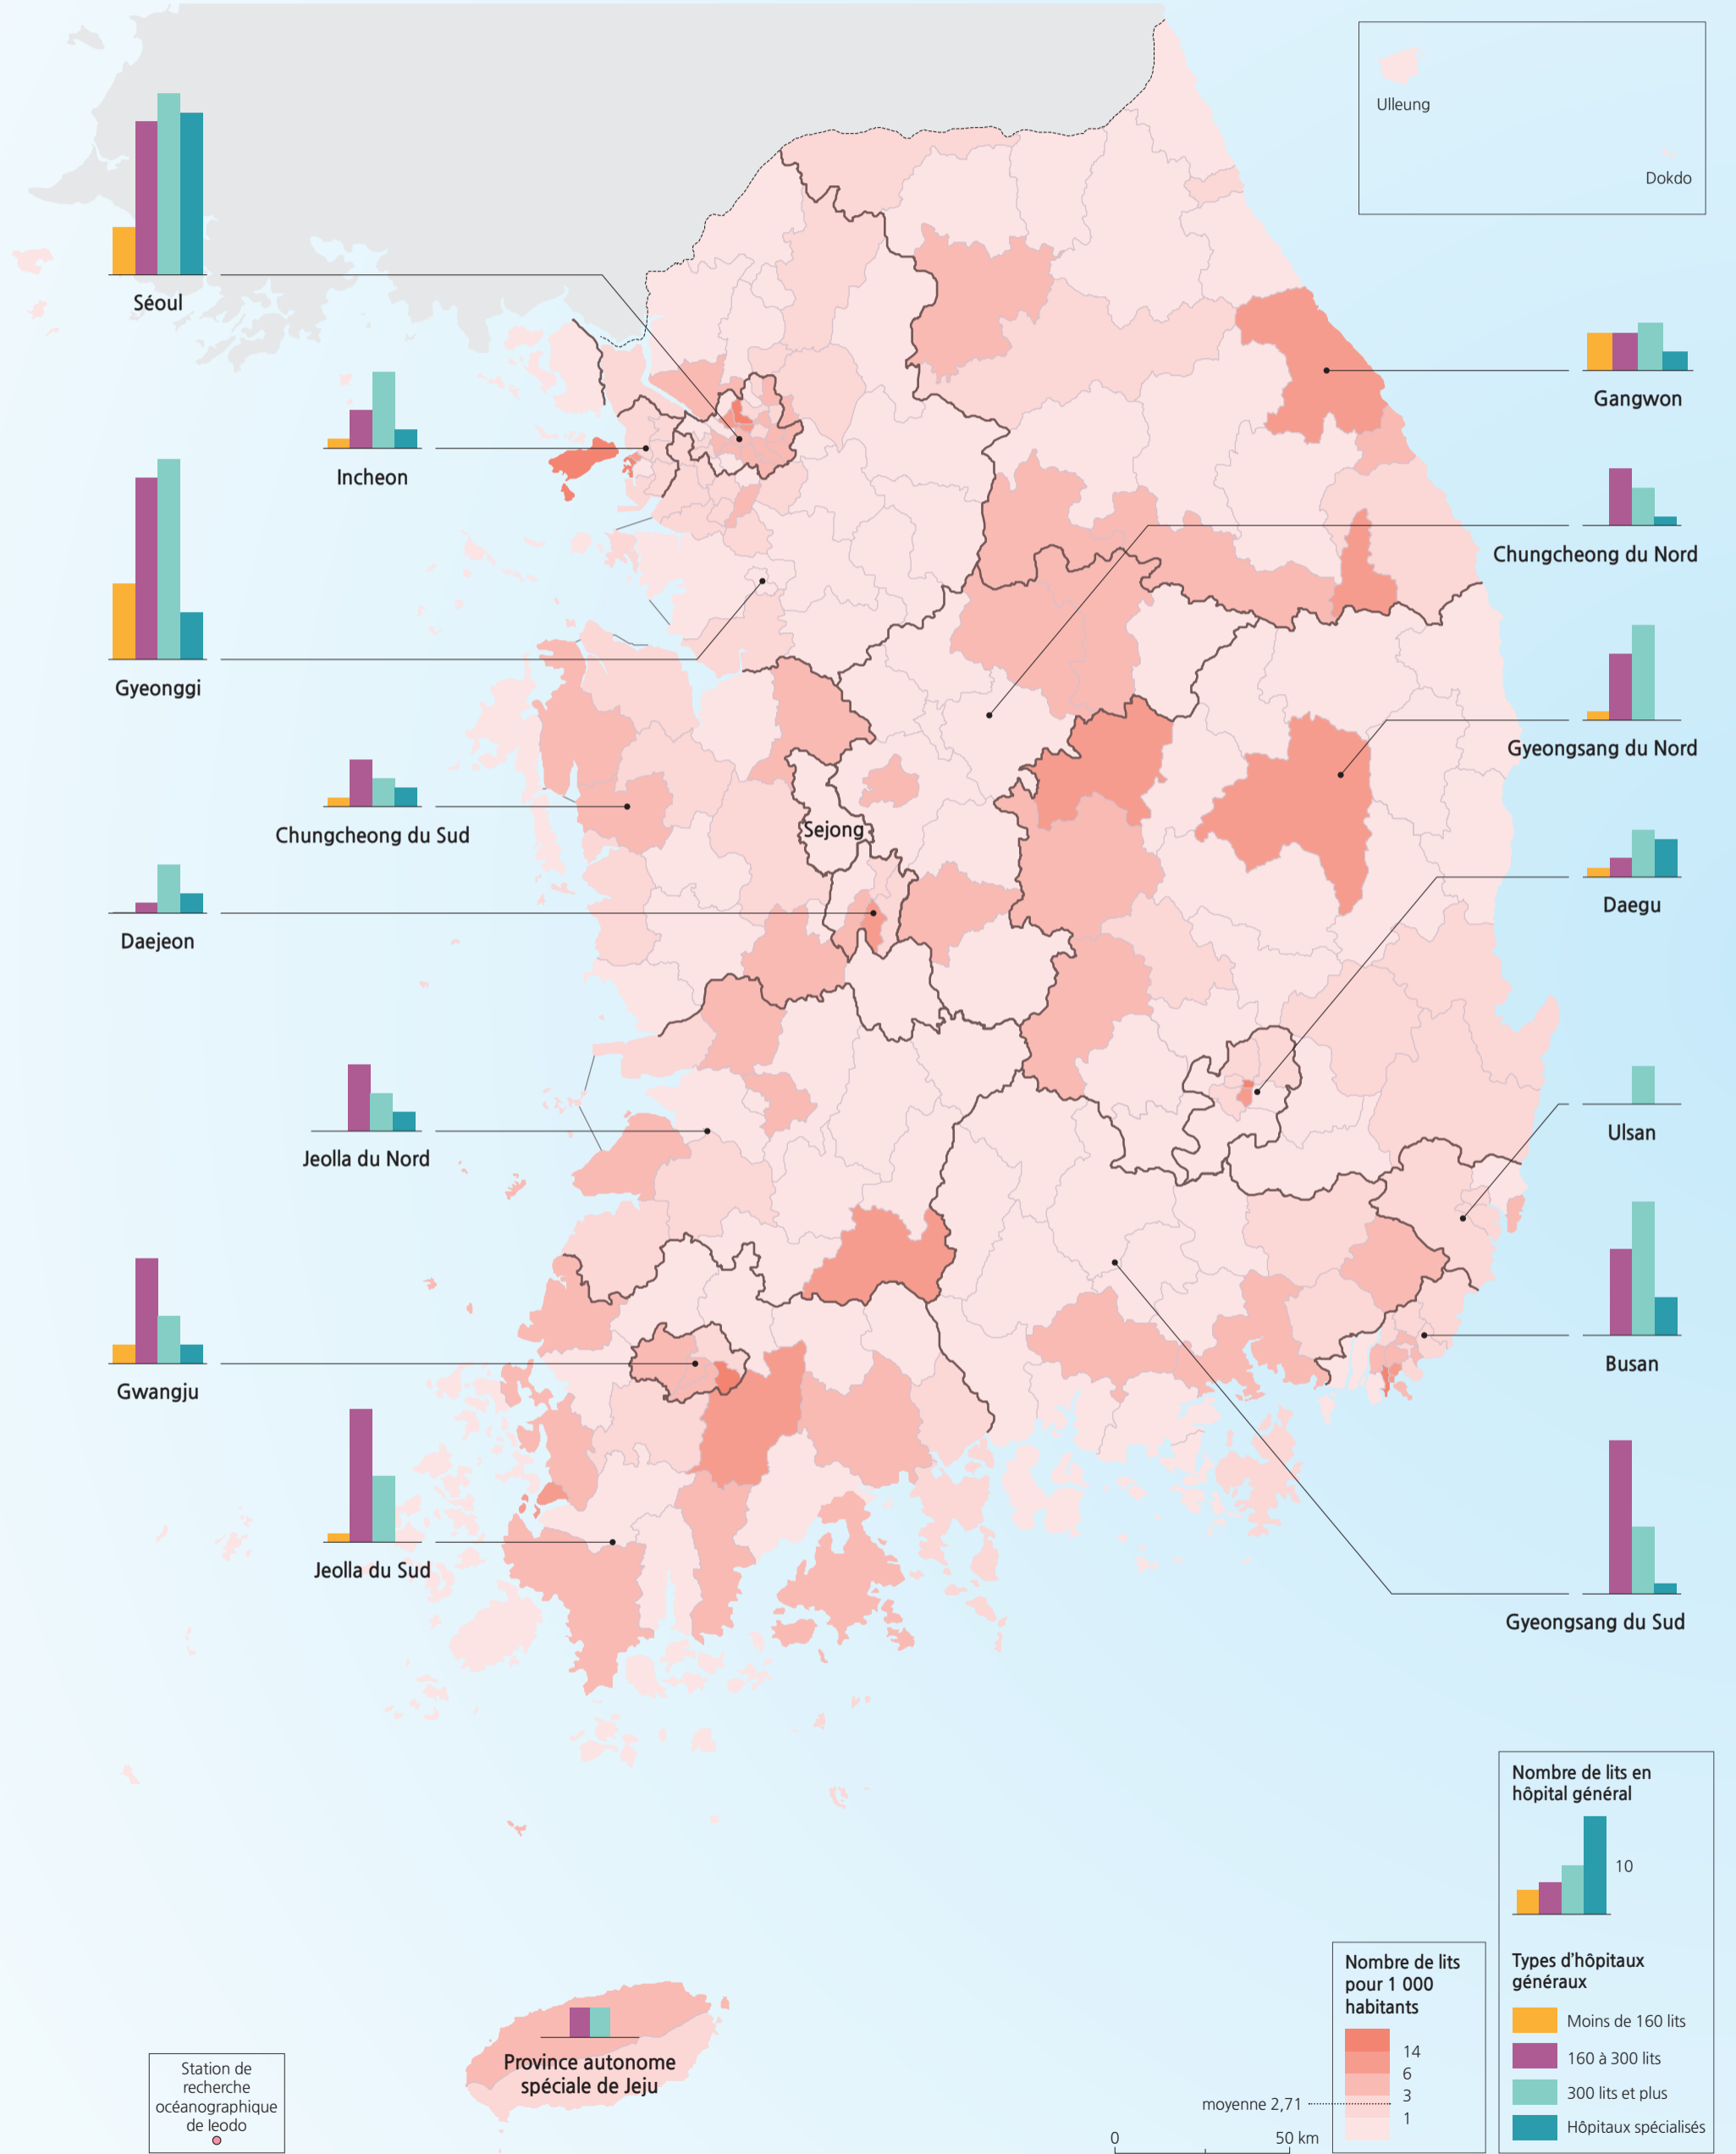 Ulleung
Dokdo
Séoul
Gangwon
Incheon
Chungcheong du Nord
Gyeonggi
Gyeongsang du Nord
Chungcheong du Sud
Sejong
Daegu
Daejeon
Ulsan
Jeolla du Nord
Busan
Gwangju
Jeolla du Sud
Gyeongsang du Sud
Province autonome
spéciale de Jeju
Station de
recherche
océanographique
de Ieodo
0 50 km
Nombre de lits
pour 1 000
habitants
14
6
3
moyenne 2,71
1
Nombre de lits en
hôpital général
10
Types d’hôpitaux
généraux
Moins de 160 lits
160 à 300 lits
300 lits et plus
Hôpitaux spécialisés